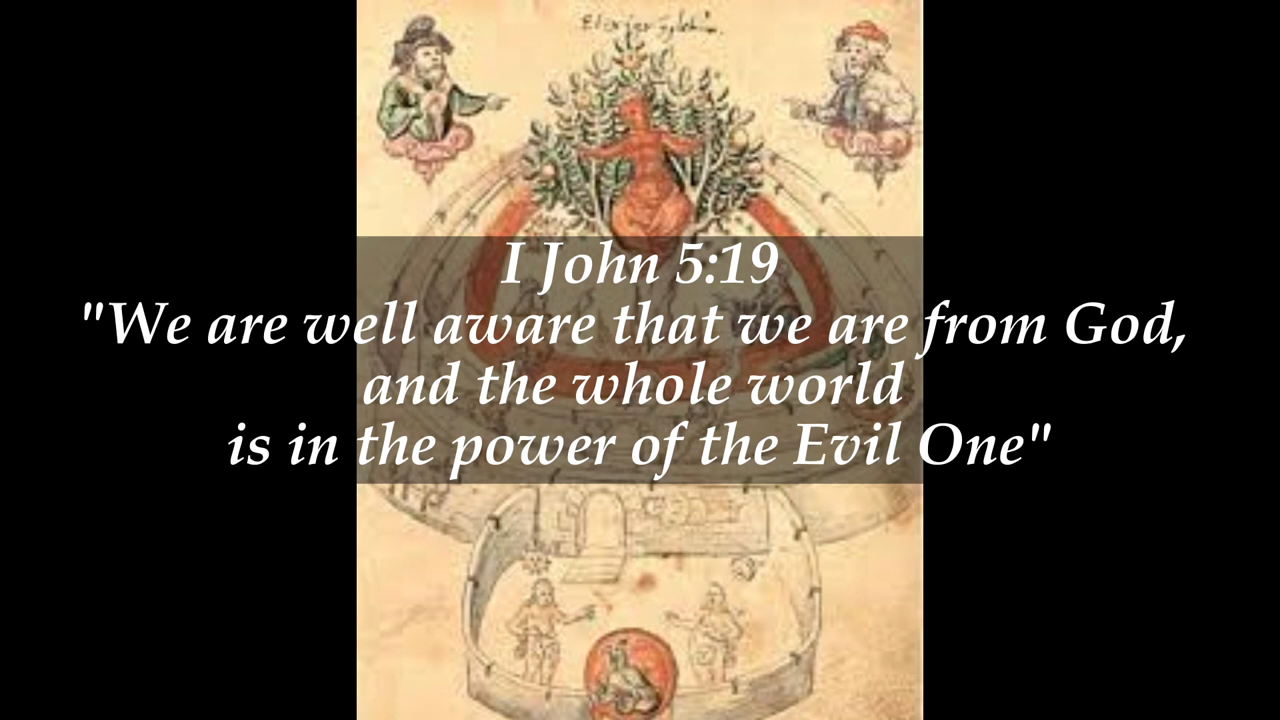 I John 5:19
"We are well aware that we are from God,
and the whole world
is in the power of the Evil One"